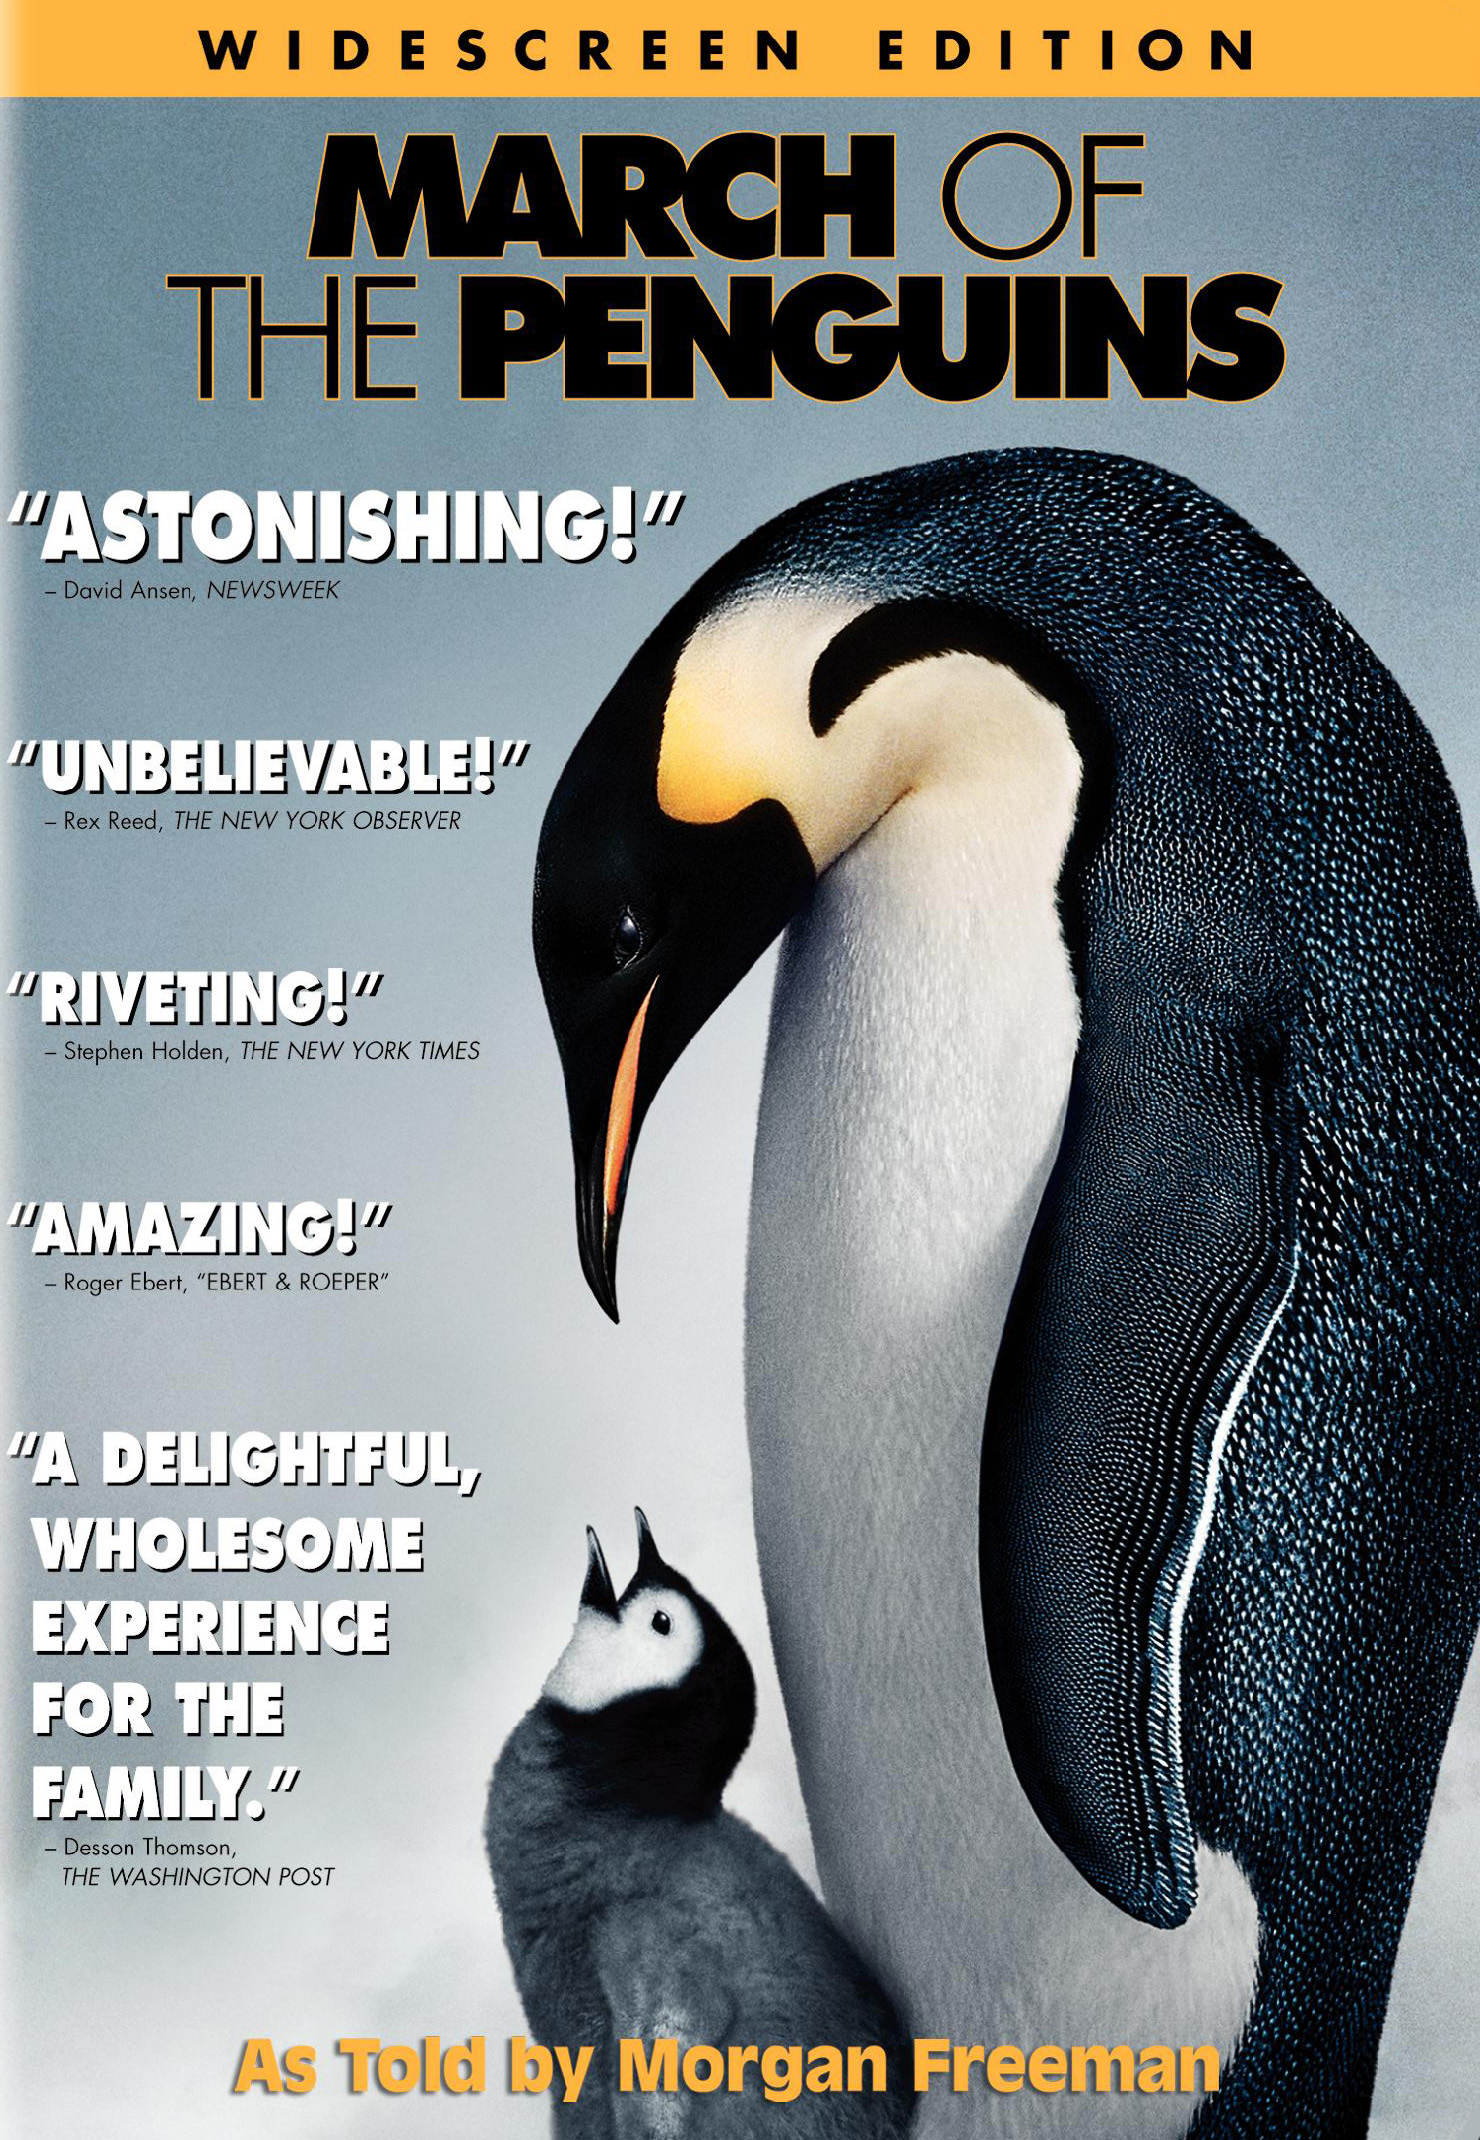 WIDESCREEN EDITION
MARCH OF
THE PENGUINS
"ASTONISHING!"
– David Ansen, NEWSWEEK
"UNBELIEVABLE!"
– Rex Reed, THE NEW YORK OBSERVER
"RIVETING!"
– Stephen Holden, THE NEW YORK TIMES
"AMAZING!"
– Roger Ebert, "EBERT & ROEPER"
"A DELIGHTFUL,
WHOLESOME
EXPERIENCE
FOR THE
FAMILY."
– Desson Thomson,
THE WASHINGTON POST
As Told by Morgan Freeman